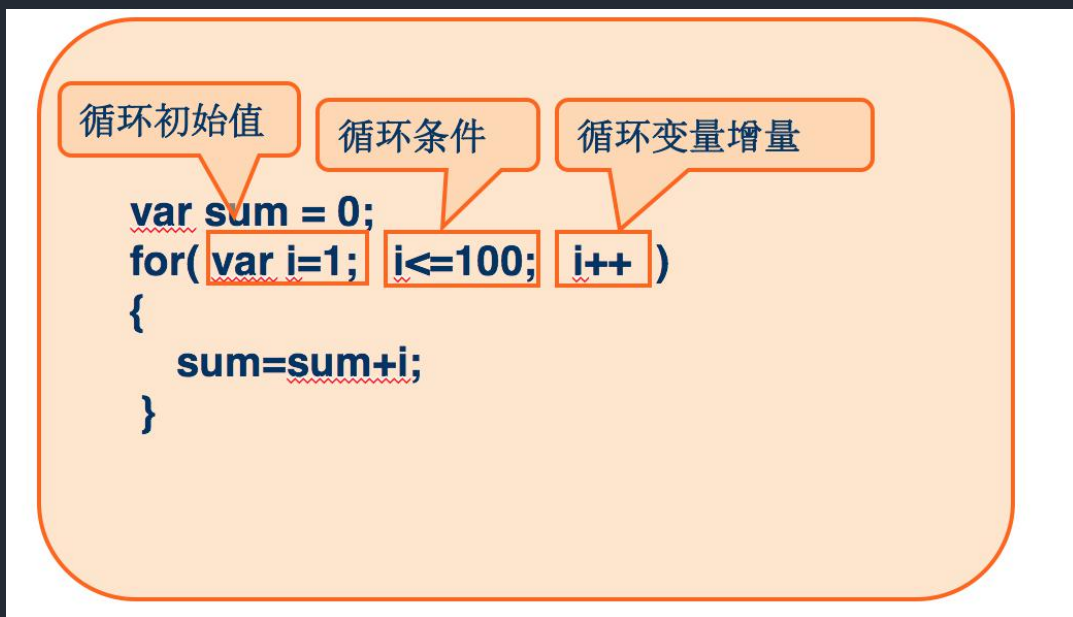 循环初始值
循环条件
循环变量增量
var sum = 0;
for( var i=1; i<=100; i++ )
{
sum=sum+i;
}